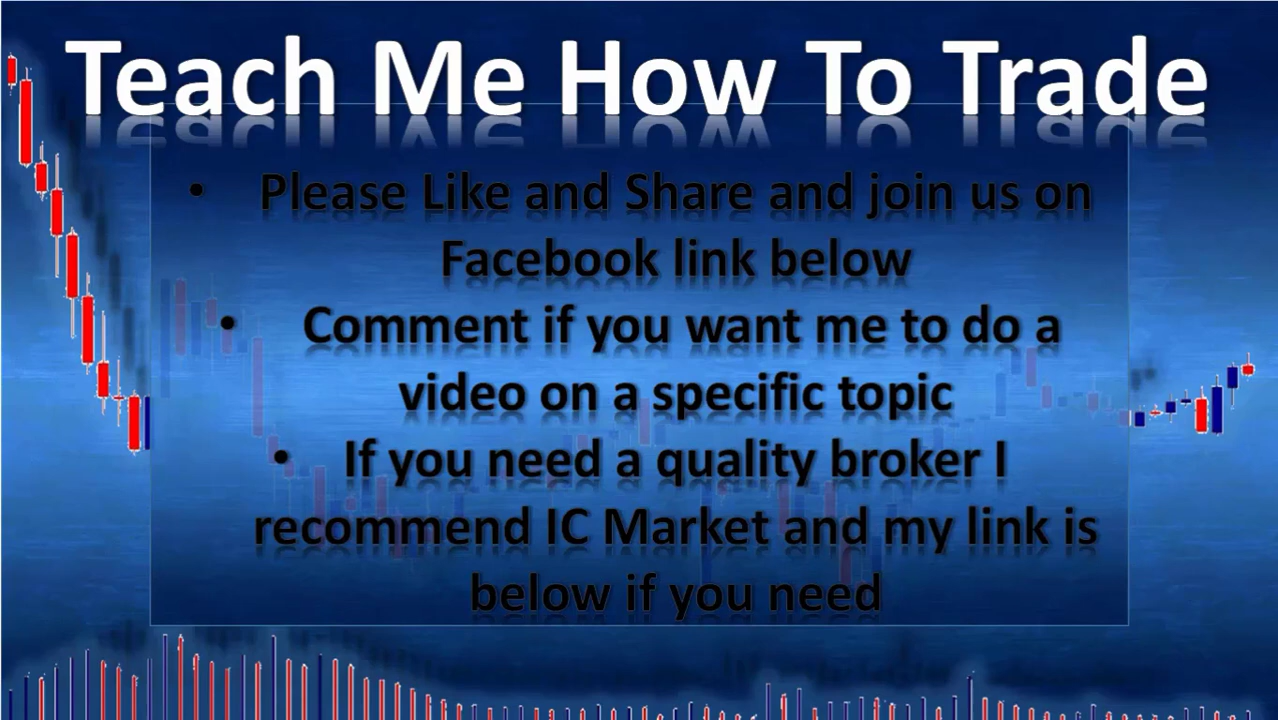 Teach Me How To Trade
• Please Like and Share and join us on
Facebook link below
• Comment if you want me to do a
video on a specific topic
• If you need a quality broker I
recommend IC Market and my link is
below if you need